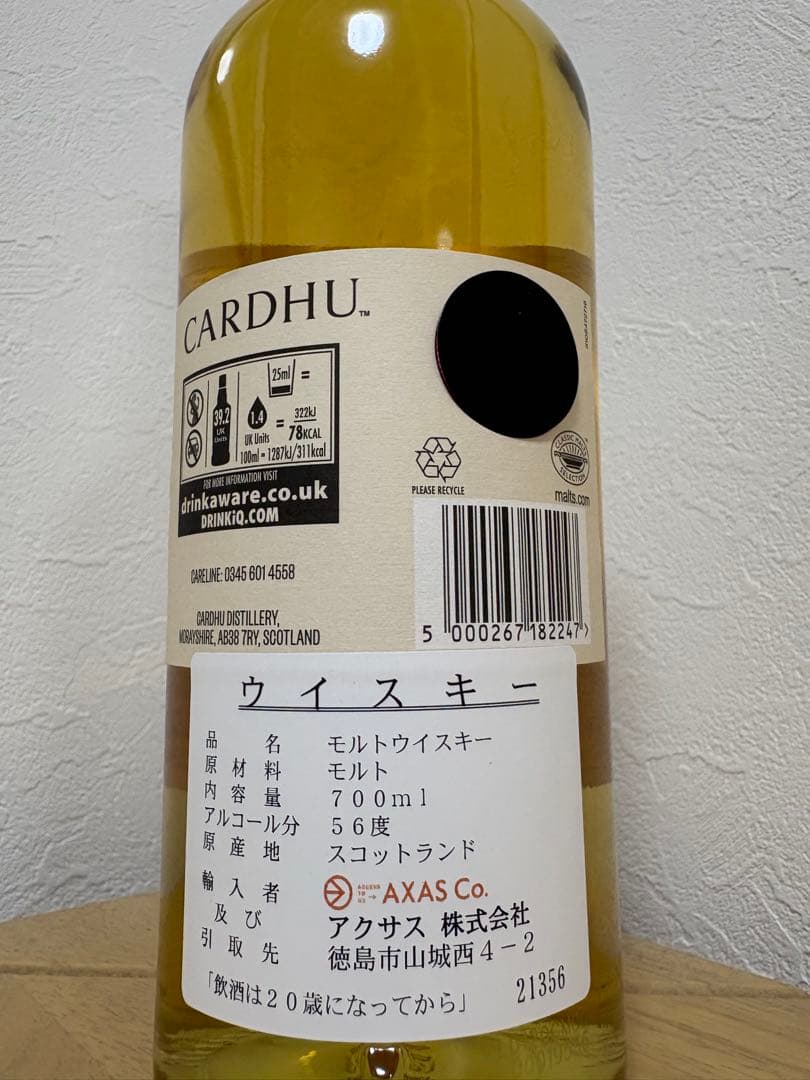 CARDHU™
25ml =
39.2
UK
Units
1.4
UK Units
= 322kJ
78KCAL
100ml = 1287kJ/311kcal
FOR MORE INFORMATION VISIT
drinkaware.co.uk
DRINKiQ.COM
CARELINE: 0345 601 4558
CARDHU DISTILLERY,
MORAYSHIRE, AB38 7RY, SCOTLAND
PLEASE RECYCLE
CLASSIC MALTS
SELECTION
malts.com
5 000267 182247 >
ウイスキー
品名 モルトウイスキー
原材料 モルト
内容量 700ml
アルコール分 56度
原産地 スコットランド
輸入者 AXAS Co.
及び アクサス 株式会社
引取先 徳島市山城西4-2
「飲酒は20歳になってから」 21356